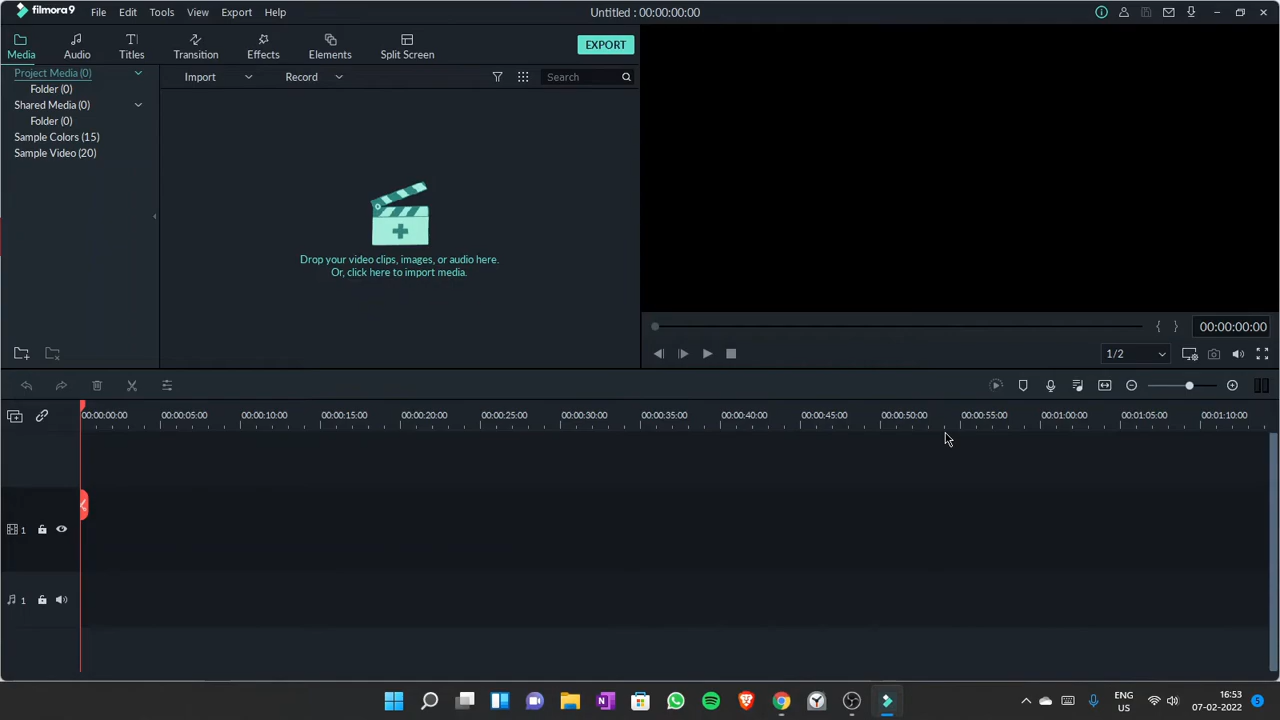 filmora9 File Edit Tools View Export Help Untitled : 00:00:00:00
Media Audio Titles Transition Effects Elements Split Screen EXPORT
Project Media (0)
Folder (0)
Shared Media (0)
Folder (0)
Sample Colors (15)
Sample Video (20)
Import Record Search
Drop your video clips, images, or audio here.
Or, click here to import media.
00:00:00:00
1/2
00:00:00:00 00:00:05:00 00:00:10:00 00:00:15:00 00:00:20:00 00:00:25:00 00:00:30:00 00:00:35:00 00:00:40:00 00:00:45:00 00:00:50:00 00:00:55:00 00:01:00:00 00:01:05:00 00:01:10:00
1
1
ENG
US
16:53
07-02-2022
5